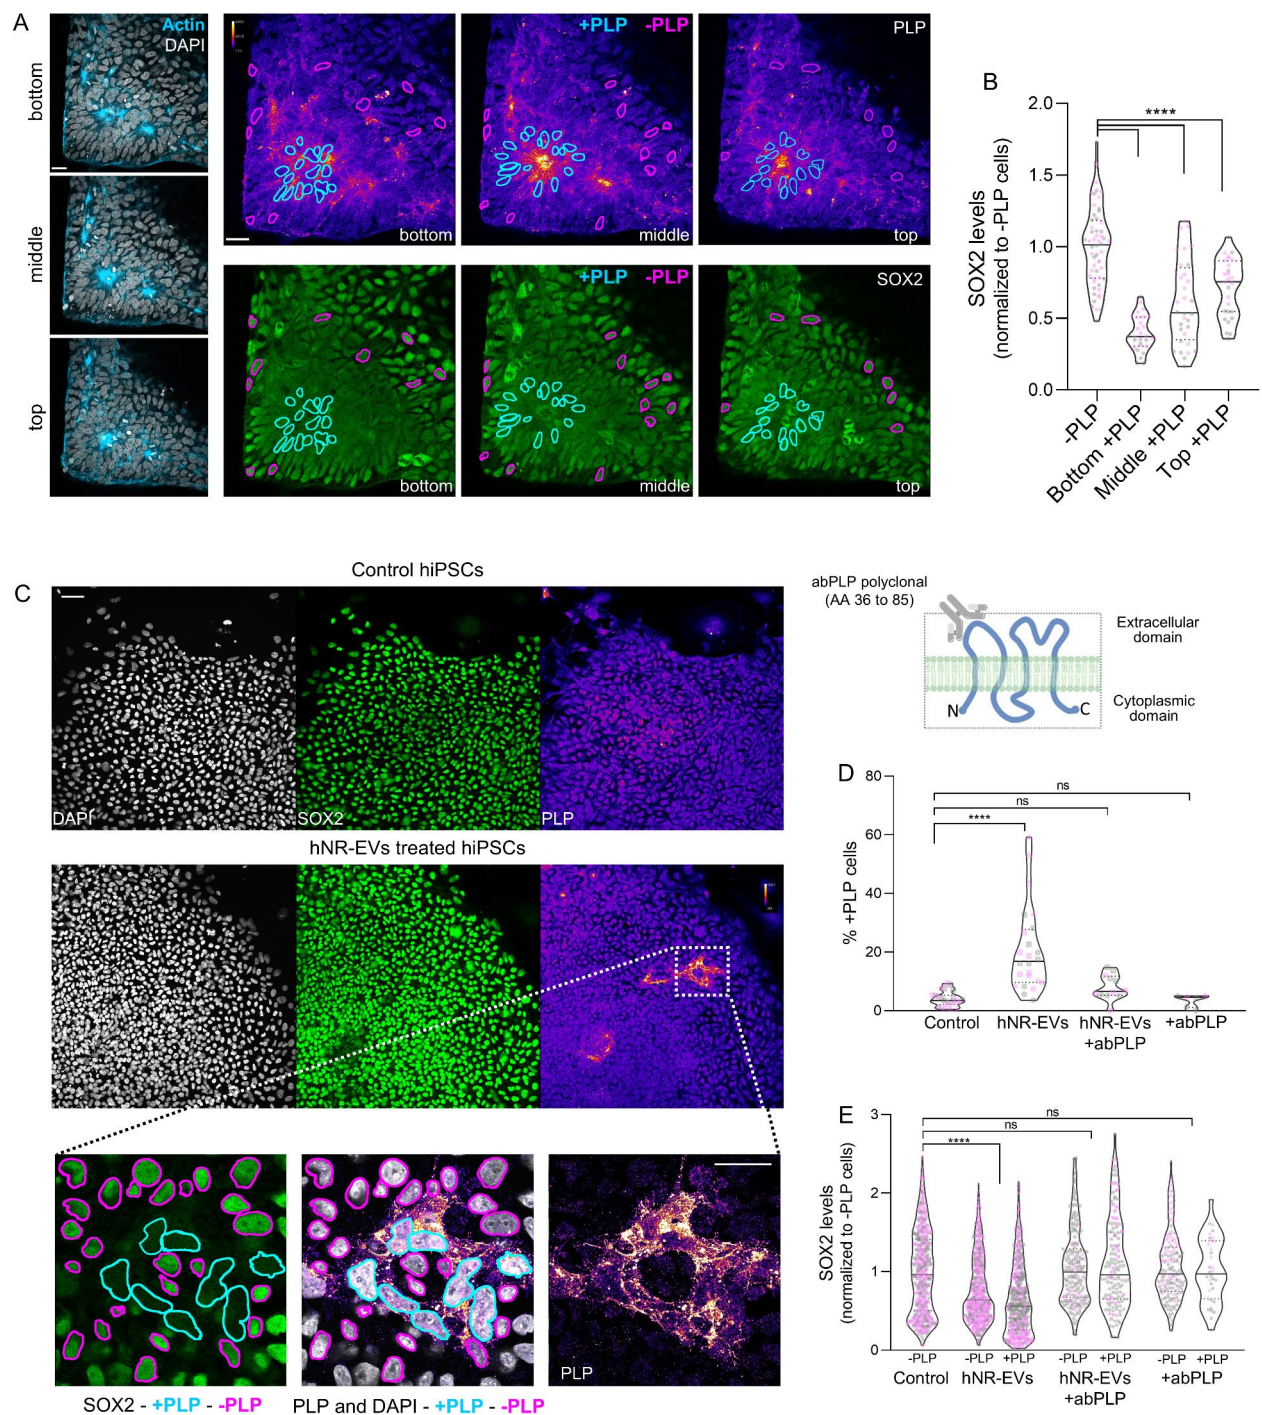 A
Actin
DAPI
bottom
middle
top
+PLP -PLP
PLP
bottom
+PLP -PLP
middle
top
+PLP -PLP
SOX2
bottom
middle
top
B
SOX2 levels
(normalized to -PLP cells)
2.0
1.5
1.0
0.5
0.0
****
-PLP
Bottom +PLP
Middle +PLP
Top +PLP
C
Control hiPSCs
DAPI
SOX2
PLP
hNR-EVs treated hiPSCs
PLP
SOX2 - +PLP - -PLP
PLP and DAPI - +PLP - -PLP
abPLP polyclonal
(AA 36 to 85)
Extracellular
domain
Cytoplasmic
domain
N
C
D
% +PLP cells
80
60
40
20
0
ns
ns
****
Control
hNR-EVs
hNR-EVs
+abPLP
+abPLP
E
SOX2 levels
(normalized to -PLP cells)
3
2
1
0
ns
ns
****
-PLP
-PLP +PLP
-PLP +PLP
-PLP +PLP
Control
hNR-EVs
hNR-EVs
+abPLP
+abPLP